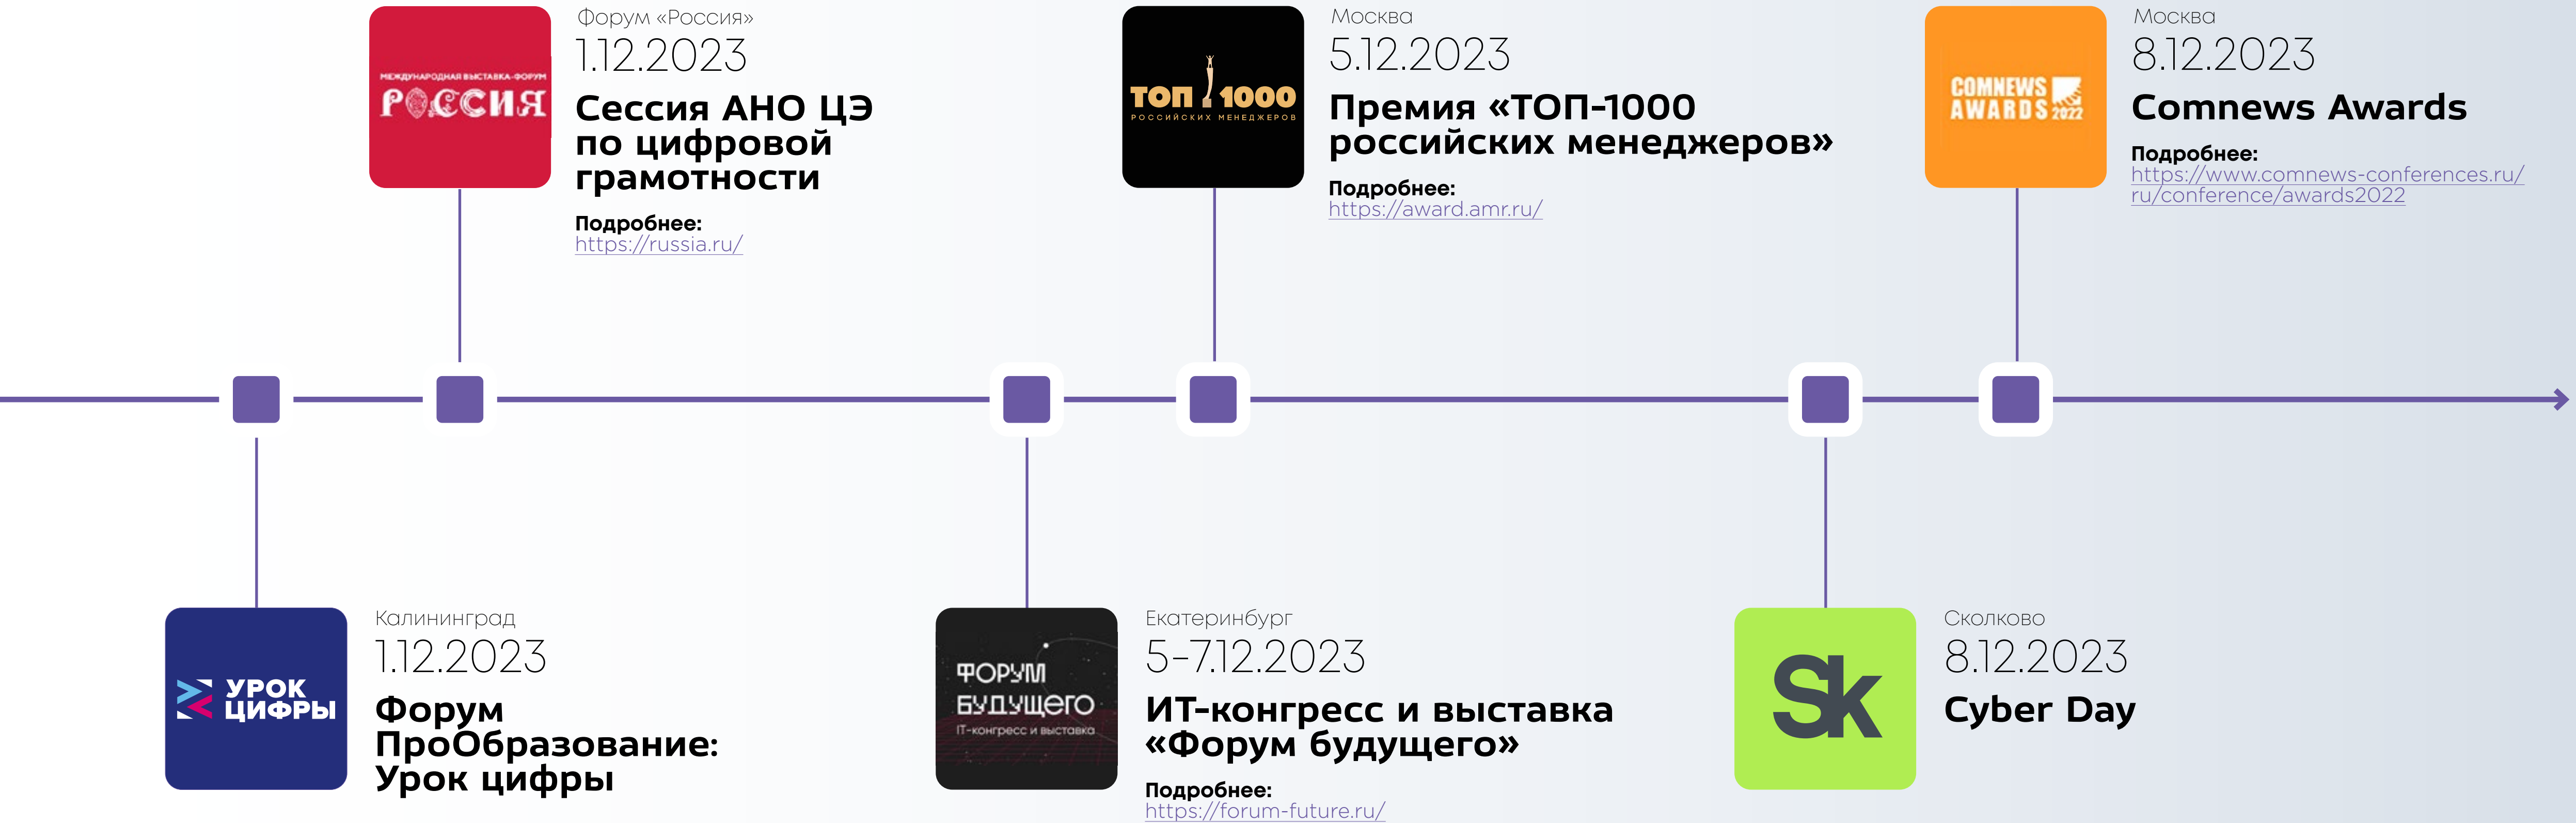 МЕЖДУНАРОДНАЯ ВЫСТАВКА-ФОРУМ
РОССИЯ
Форум «Россия»
1.12.2023
Сессия АНО ЦЭ
по цифровой
грамотности
Подробнее:
https://russia.ru/
ТОП 1000
РОССИЙСКИХ МЕНЕДЖЕРОВ
Москва
5.12.2023
Премия «ТОП-1000
российских менеджеров»
Подробнее:
https://award.amr.ru/
COMNEWS
AWARDS 2022
Москва
8.12.2023
Comnews Awards
Подробнее:
https://www.comnews-conferences.ru/
ru/conference/awards2022
УРОК
ЦИФРЫ
Калининград
1.12.2023
Форум
ПроОбразование:
Урок цифры
ФОРУМ
БУДУЩЕГО
IT-конгресс и выставка
Екатеринбург
5-7.12.2023
ИТ-конгресс и выставка
«Форум будущего»
Подробнее:
https://forum-future.ru/
Sk
Сколково
8.12.2023
Cyber Day